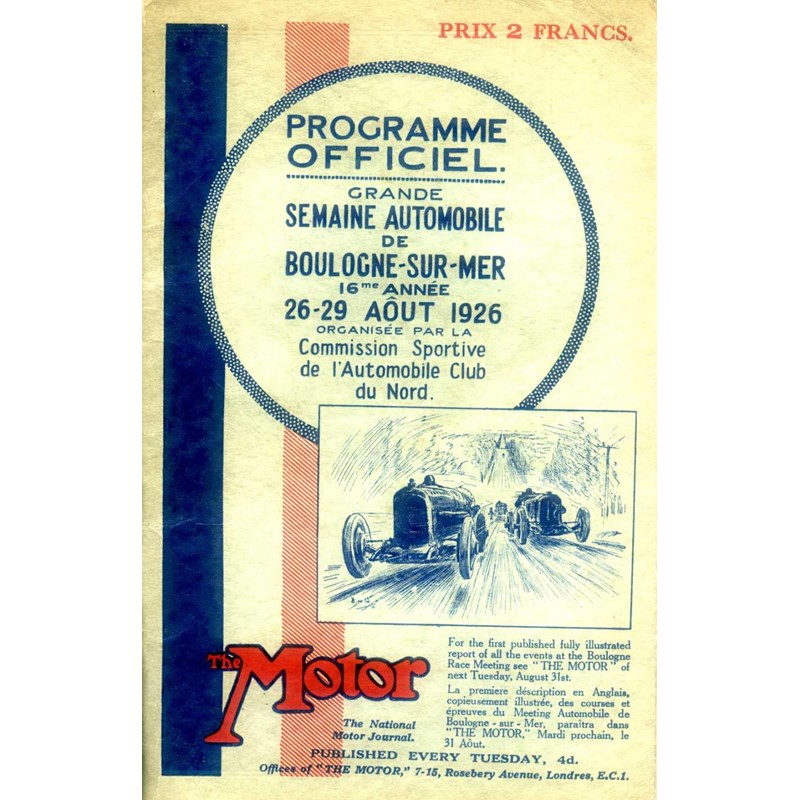 PRIX 2 FRANCS.
PROGRAMME
OFFICIEL.
GRANDE
SEMAINE AUTOMOBILE
DE
BOULOGNE-SUR-MER
16me ANNÉE
26-29 AÔUT 1926
ORGANISÉE PAR LA
Commission Sportive
de l'Automobile Club
du Nord.
The Motor
The National
Motor Journal.
For the first published fully illustrated
report of all the events at the Boulogne
Race Meeting see "THE MOTOR" of
next Tuesday, August 31st.
La premiere déscription en Anglais,
copieusement illustrée, des courses et
épreuves du Meeting Automobile de
Boulogne - sur - Mer, paraîtra dans
"THE MOTOR," Mardi prochain, le
31 Aôut.
PUBLISHED EVERY TUESDAY, 4d.
Offices of "THE MOTOR," 7-15, Rosebery Avenue, Londres, E.C.1.